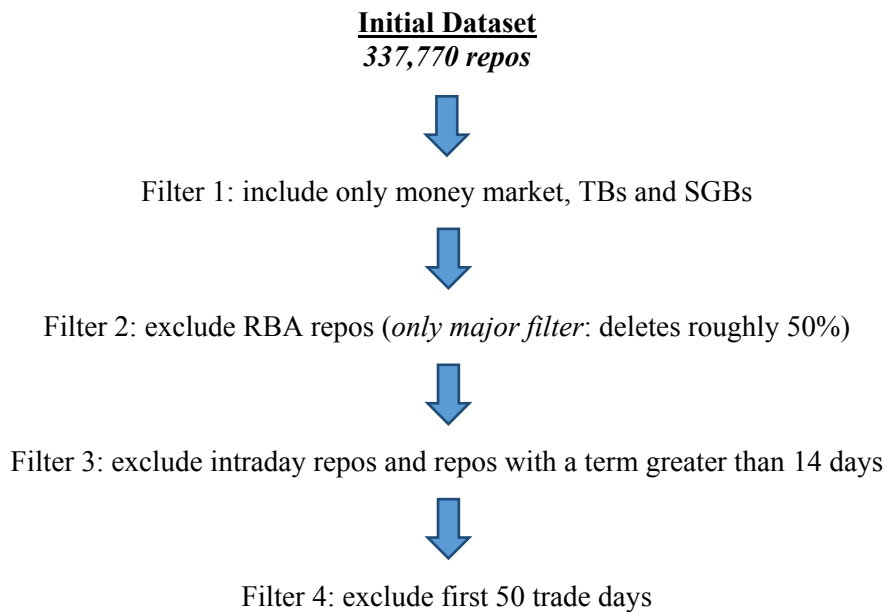 Initial Dataset
337,770 repos
Filter 1: include only money market, TBs and SGBs
Filter 2: exclude RBA repos (only major filter: deletes roughly 50%)
Filter 3: exclude intraday repos and repos with a term greater than 14 days
Filter 4: exclude first 50 trade days